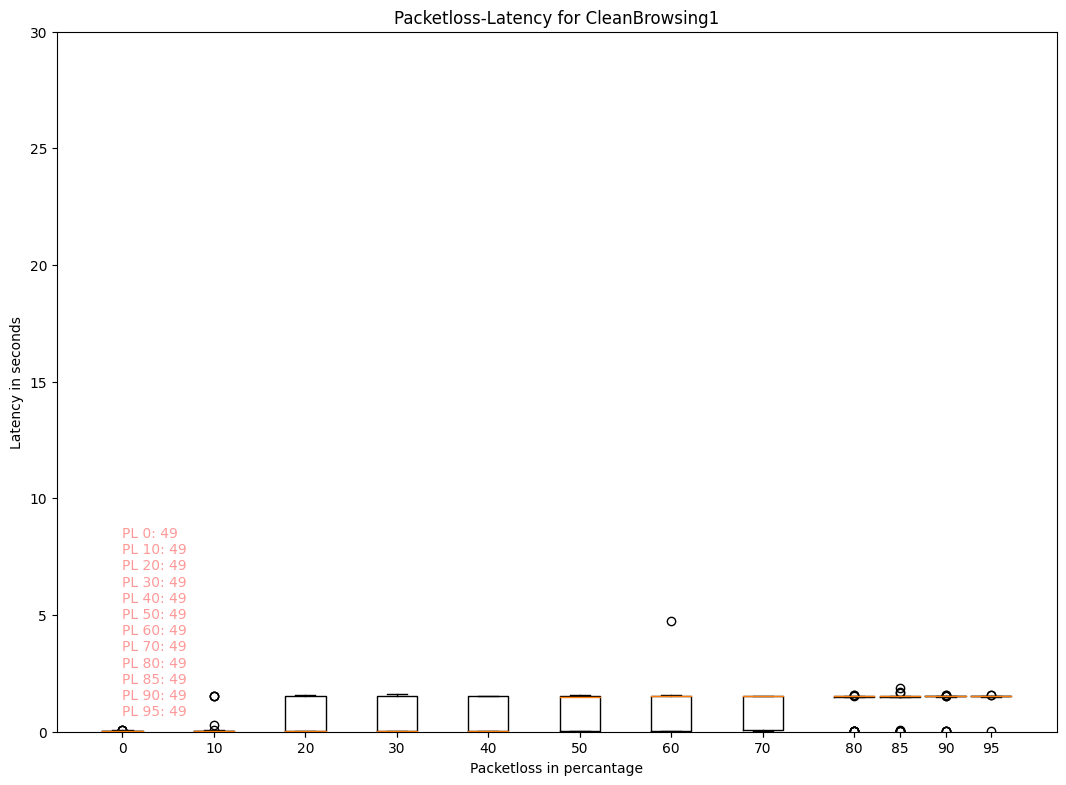 Packetloss-Latency for CleanBrowsing1
30
25
20
15
10
5
0
Latency in seconds
PL 0: 49
PL 10: 49
PL 20: 49
PL 30: 49
PL 40: 49
PL 50: 49
PL 60: 49
PL 70: 49
PL 80: 49
PL 85: 49
PL 90: 49
PL 95: 49
0 10 20 30 40 50 60 70 80 85 90 95
Packetloss in percantage